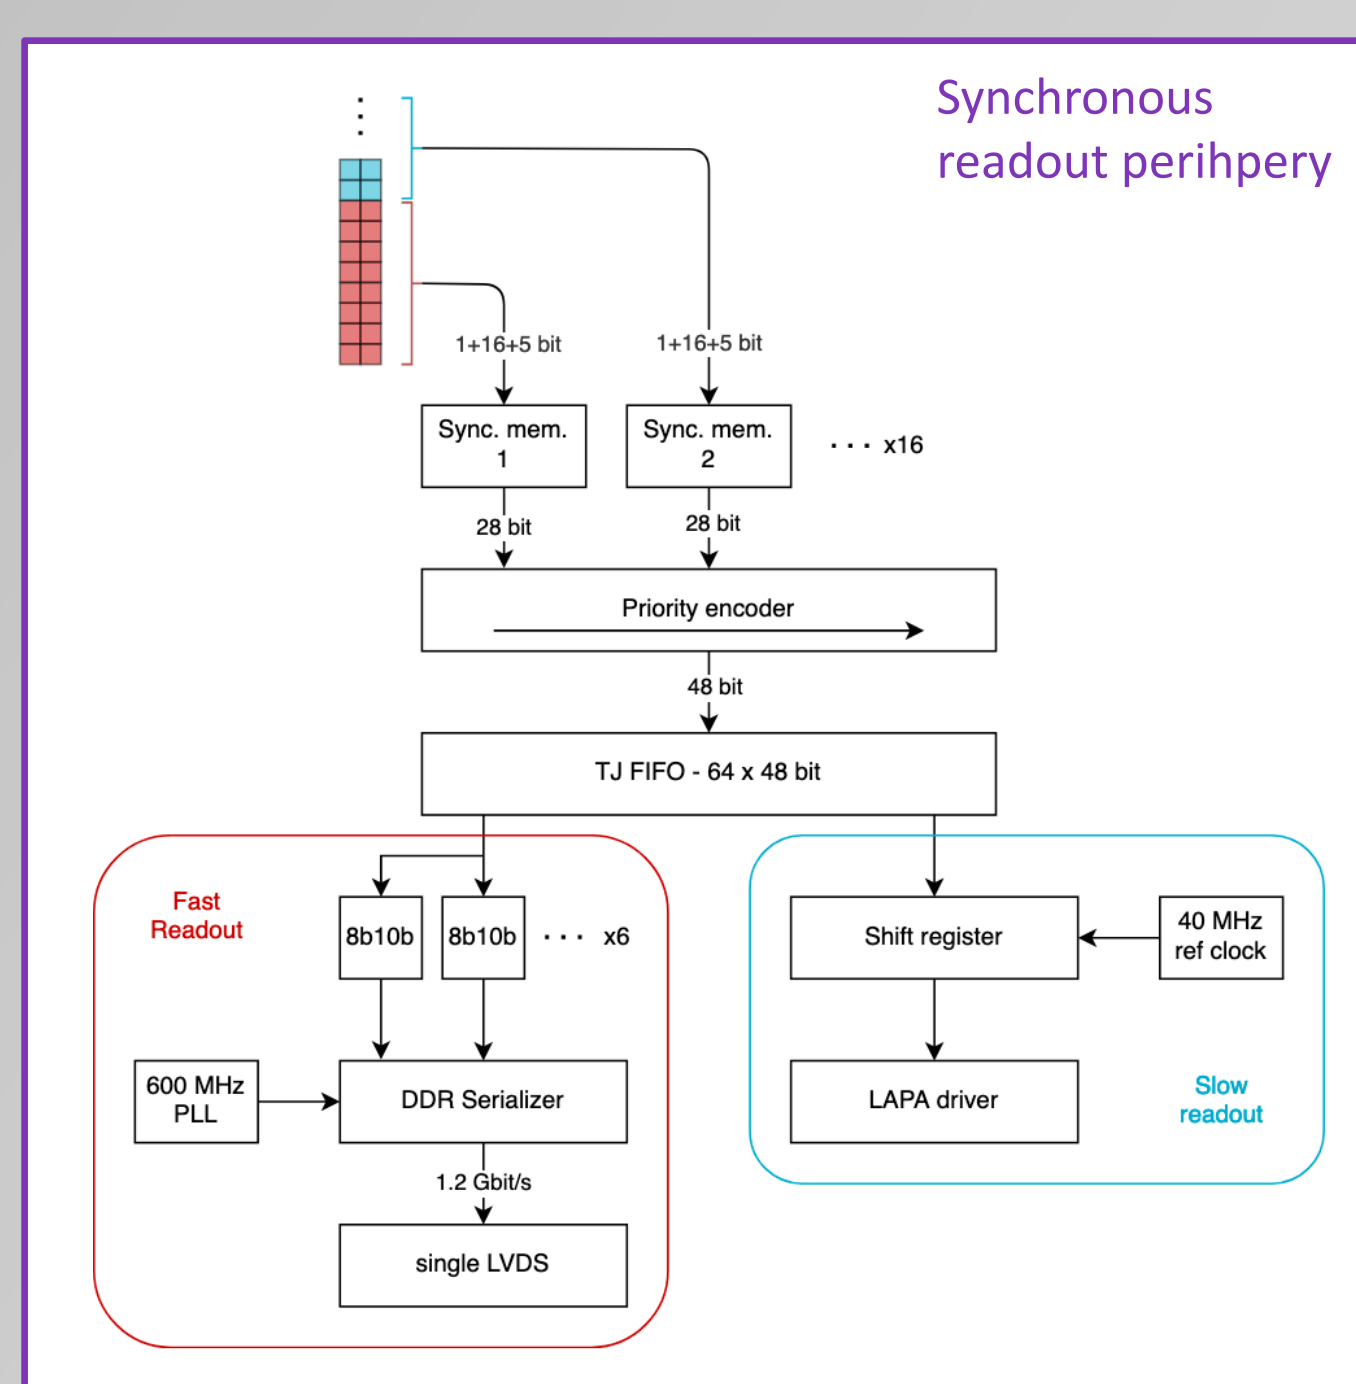 Synchronous
readout perihpery
1+16+5 bit
1+16+5 bit
Sync. mem.
1
Sync. mem.
2
· · · x16
28 bit
28 bit
Priority encoder
48 bit
TJ FIFO - 64 x 48 bit
Fast
Readout
8b10b
8b10b
· · · x6
Shift register
40 MHz
ref clock
600 MHz
PLL
DDR Serializer
LAPA driver
Slow
readout
1.2 Gbit/s
single LVDS